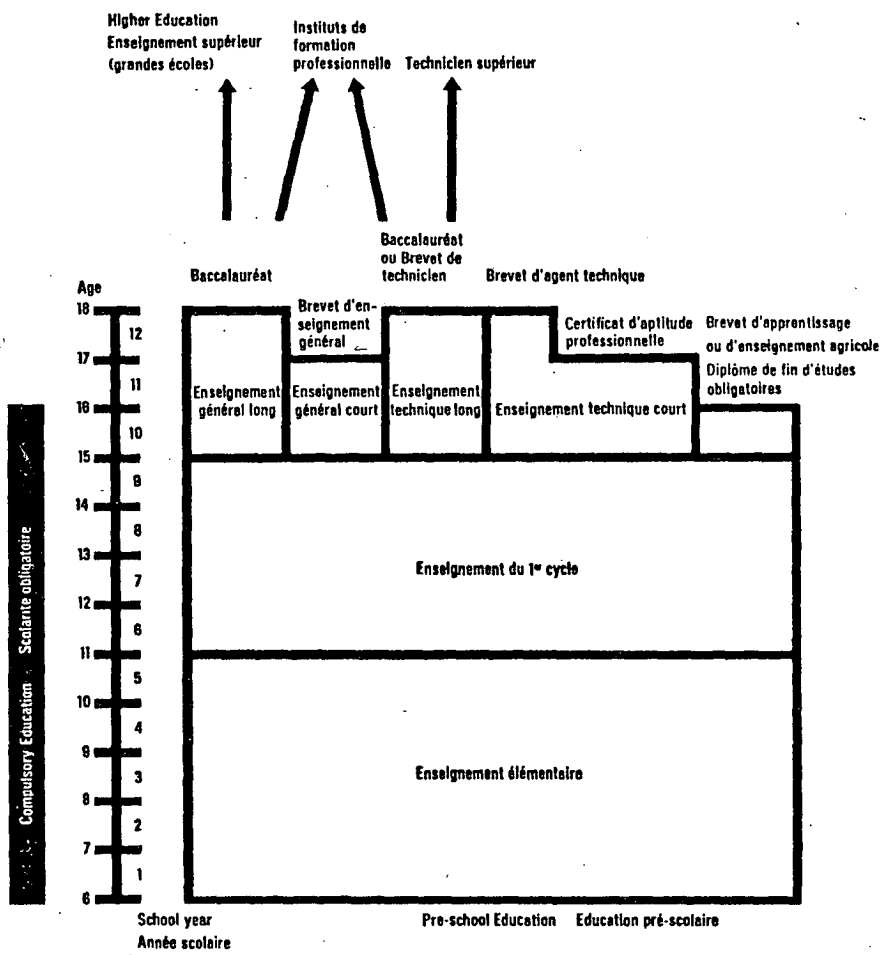 Higher Education
Enseignement supérieur
(grandes écoles)
Instituts de
formation
professionnelle
Technicien supérieur
Baccalauréat
Baccalauréat
ou Brevet de
technicien
Brevet d'agent technique
Age
18
17
16
15
14
13
12
11
10
9
8
7
6
12
11
10
9
8
7
6
5
4
3
2
1
Brevet d'en-
seignement
général
Certificat d'aptitude
professionnelle
Brevet d'apprentissage
ou d'enseignement agricole
Diplôme de fin d'études
obligatoires
Enseignement
général long
Enseignement
général court
Enseignement
technique long
Enseignement technique court
Enseignement du 1er cycle
Enseignement élémentaire
Compulsory Education Scolarité obligatoire
School year
Année scolaire
Pre-school Education Education pré-scolaire